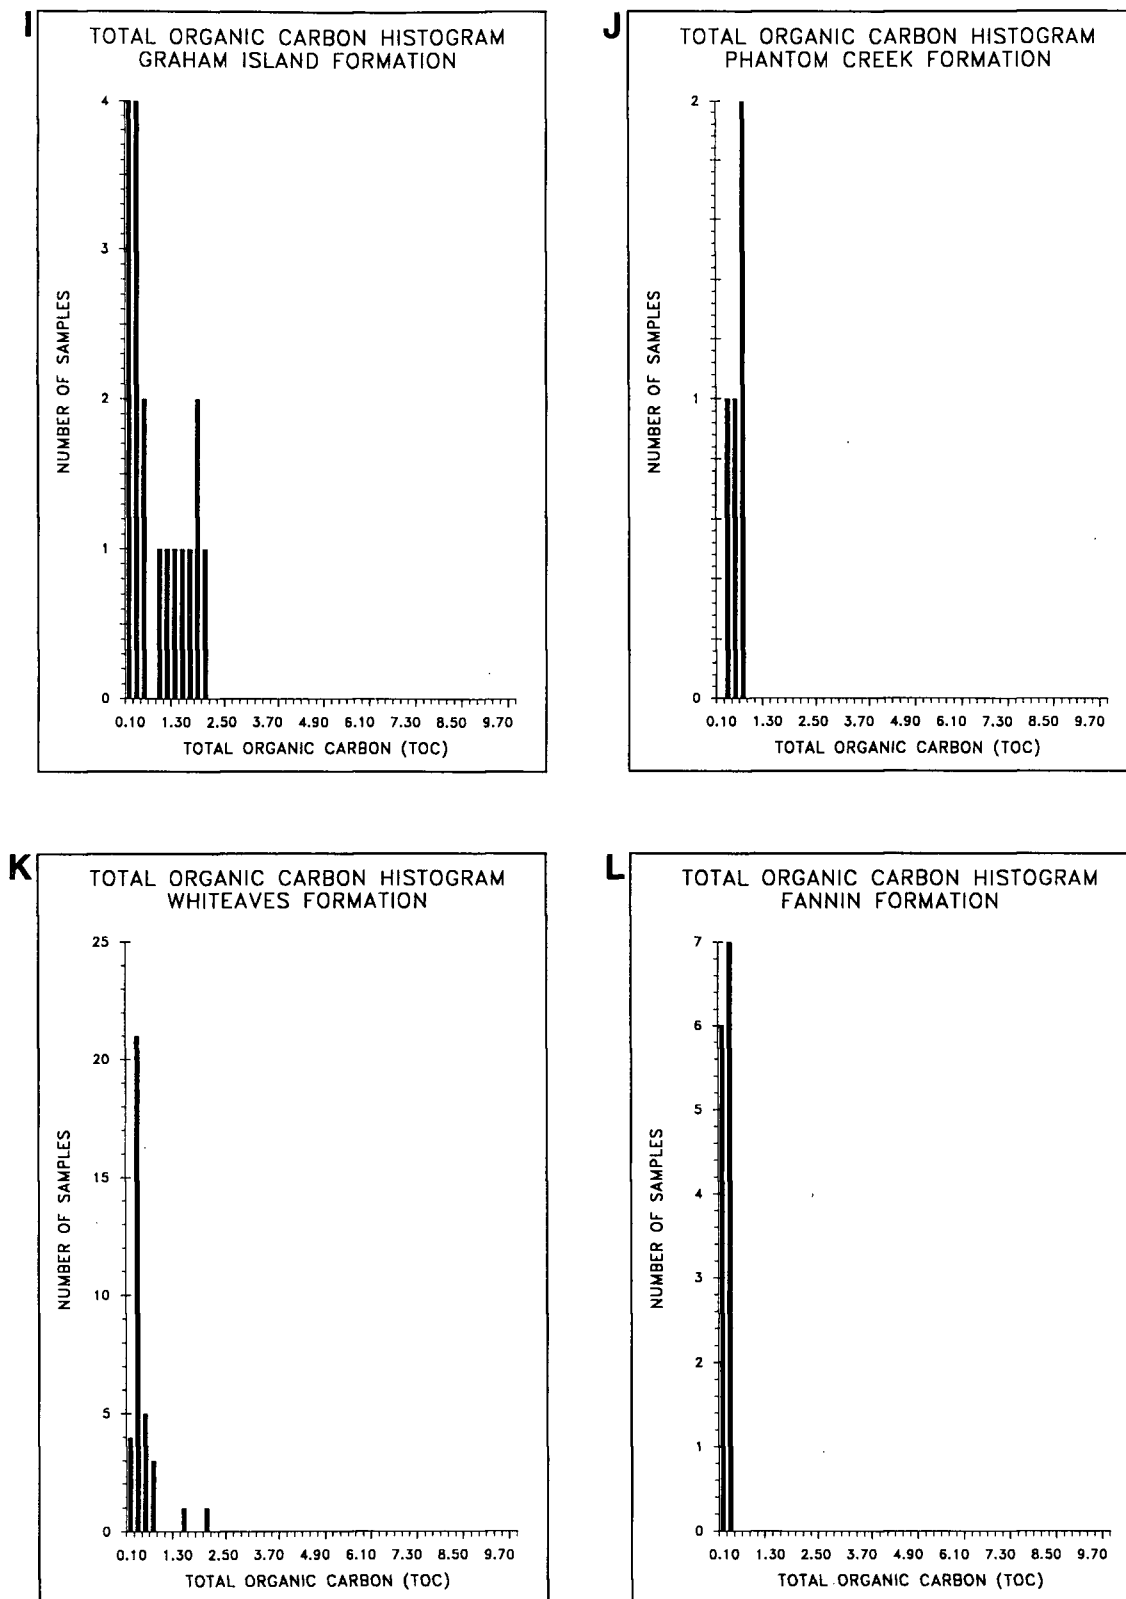 I
TOTAL ORGANIC CARBON HISTOGRAM
GRAHAM ISLAND FORMATION
4
3
2
1
0
NUMBER OF SAMPLES
0.10 1.30 2.50 3.70 4.90 6.10 7.30 8.50 9.70
TOTAL ORGANIC CARBON (TOC)
J
TOTAL ORGANIC CARBON HISTOGRAM
PHANTOM CREEK FORMATION
2
1
0
NUMBER OF SAMPLES
0.10 1.30 2.50 3.70 4.90 6.10 7.30 8.50 9.70
TOTAL ORGANIC CARBON (TOC)
K
TOTAL ORGANIC CARBON HISTOGRAM
WHITEAVES FORMATION
25
20
15
10
5
0
NUMBER OF SAMPLES
0.10 1.30 2.50 3.70 4.90 6.10 7.30 8.50 9.70
TOTAL ORGANIC CARBON (TOC)
L
TOTAL ORGANIC CARBON HISTOGRAM
FANNIN FORMATION
7
6
5
4
3
2
1
0
NUMBER OF SAMPLES
0.10 1.30 2.50 3.70 4.90 6.10 7.30 8.50 9.70
TOTAL ORGANIC CARBON (TOC)